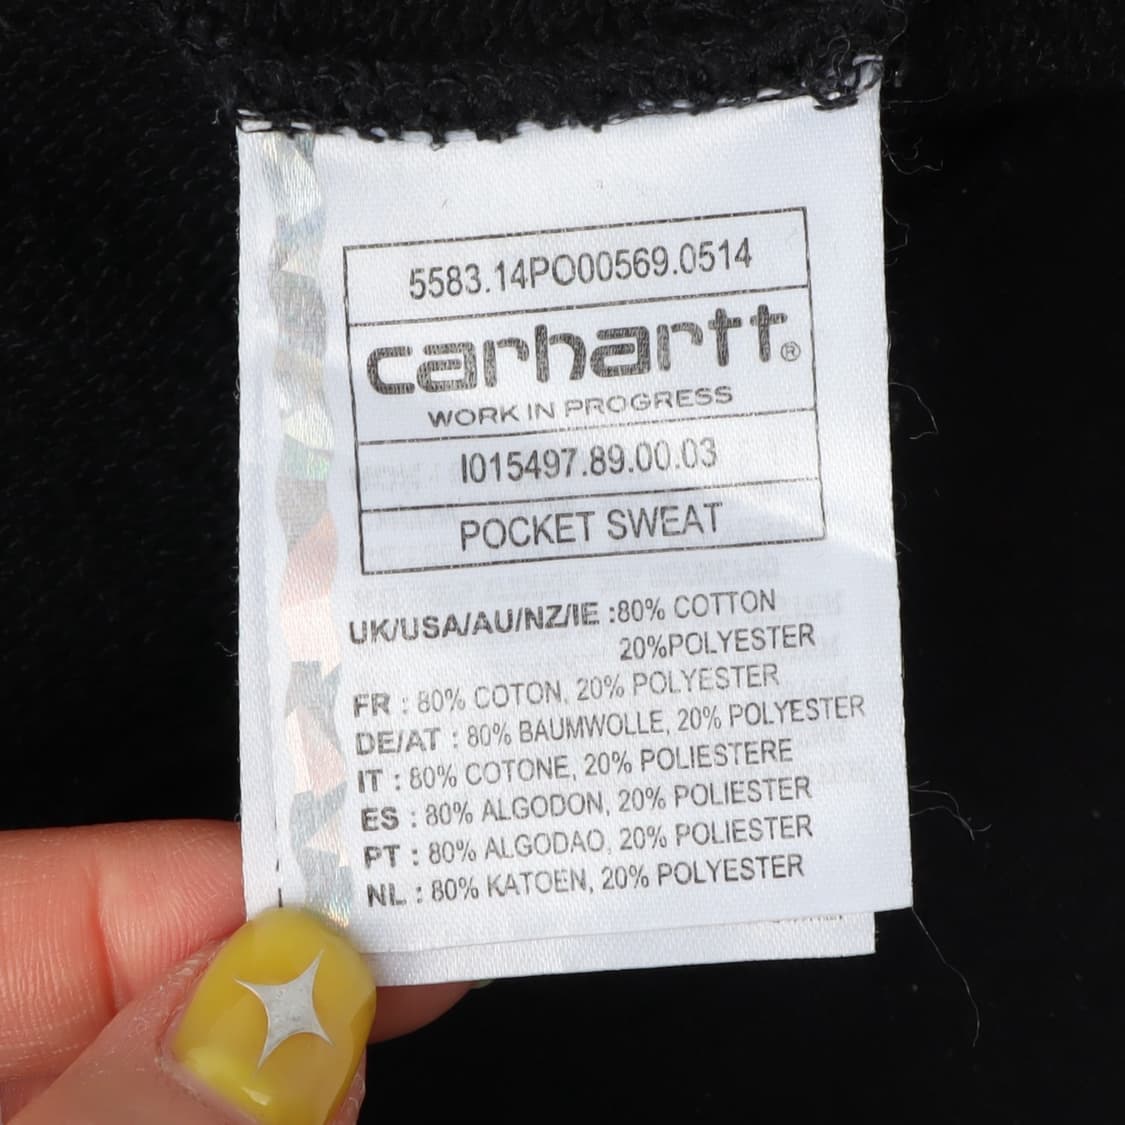 5583.14PO00569.0514
carhartt®
WORK IN PROGRESS
I015497.89.00.03
POCKET SWEAT
UK/USA/AU/NZ/IE :80% COTTON
20%POLYESTER
FR : 80% COTON, 20% POLYESTER
DE/AT : 80% BAUMWOLLE, 20% POLYESTER
IT : 80% COTONE, 20% POLIESTERE
ES : 80% ALGODON, 20% POLIESTER
PT : 80% ALGODAO, 20% POLIESTER
NL : 80% KATOEN, 20% POLYESTER